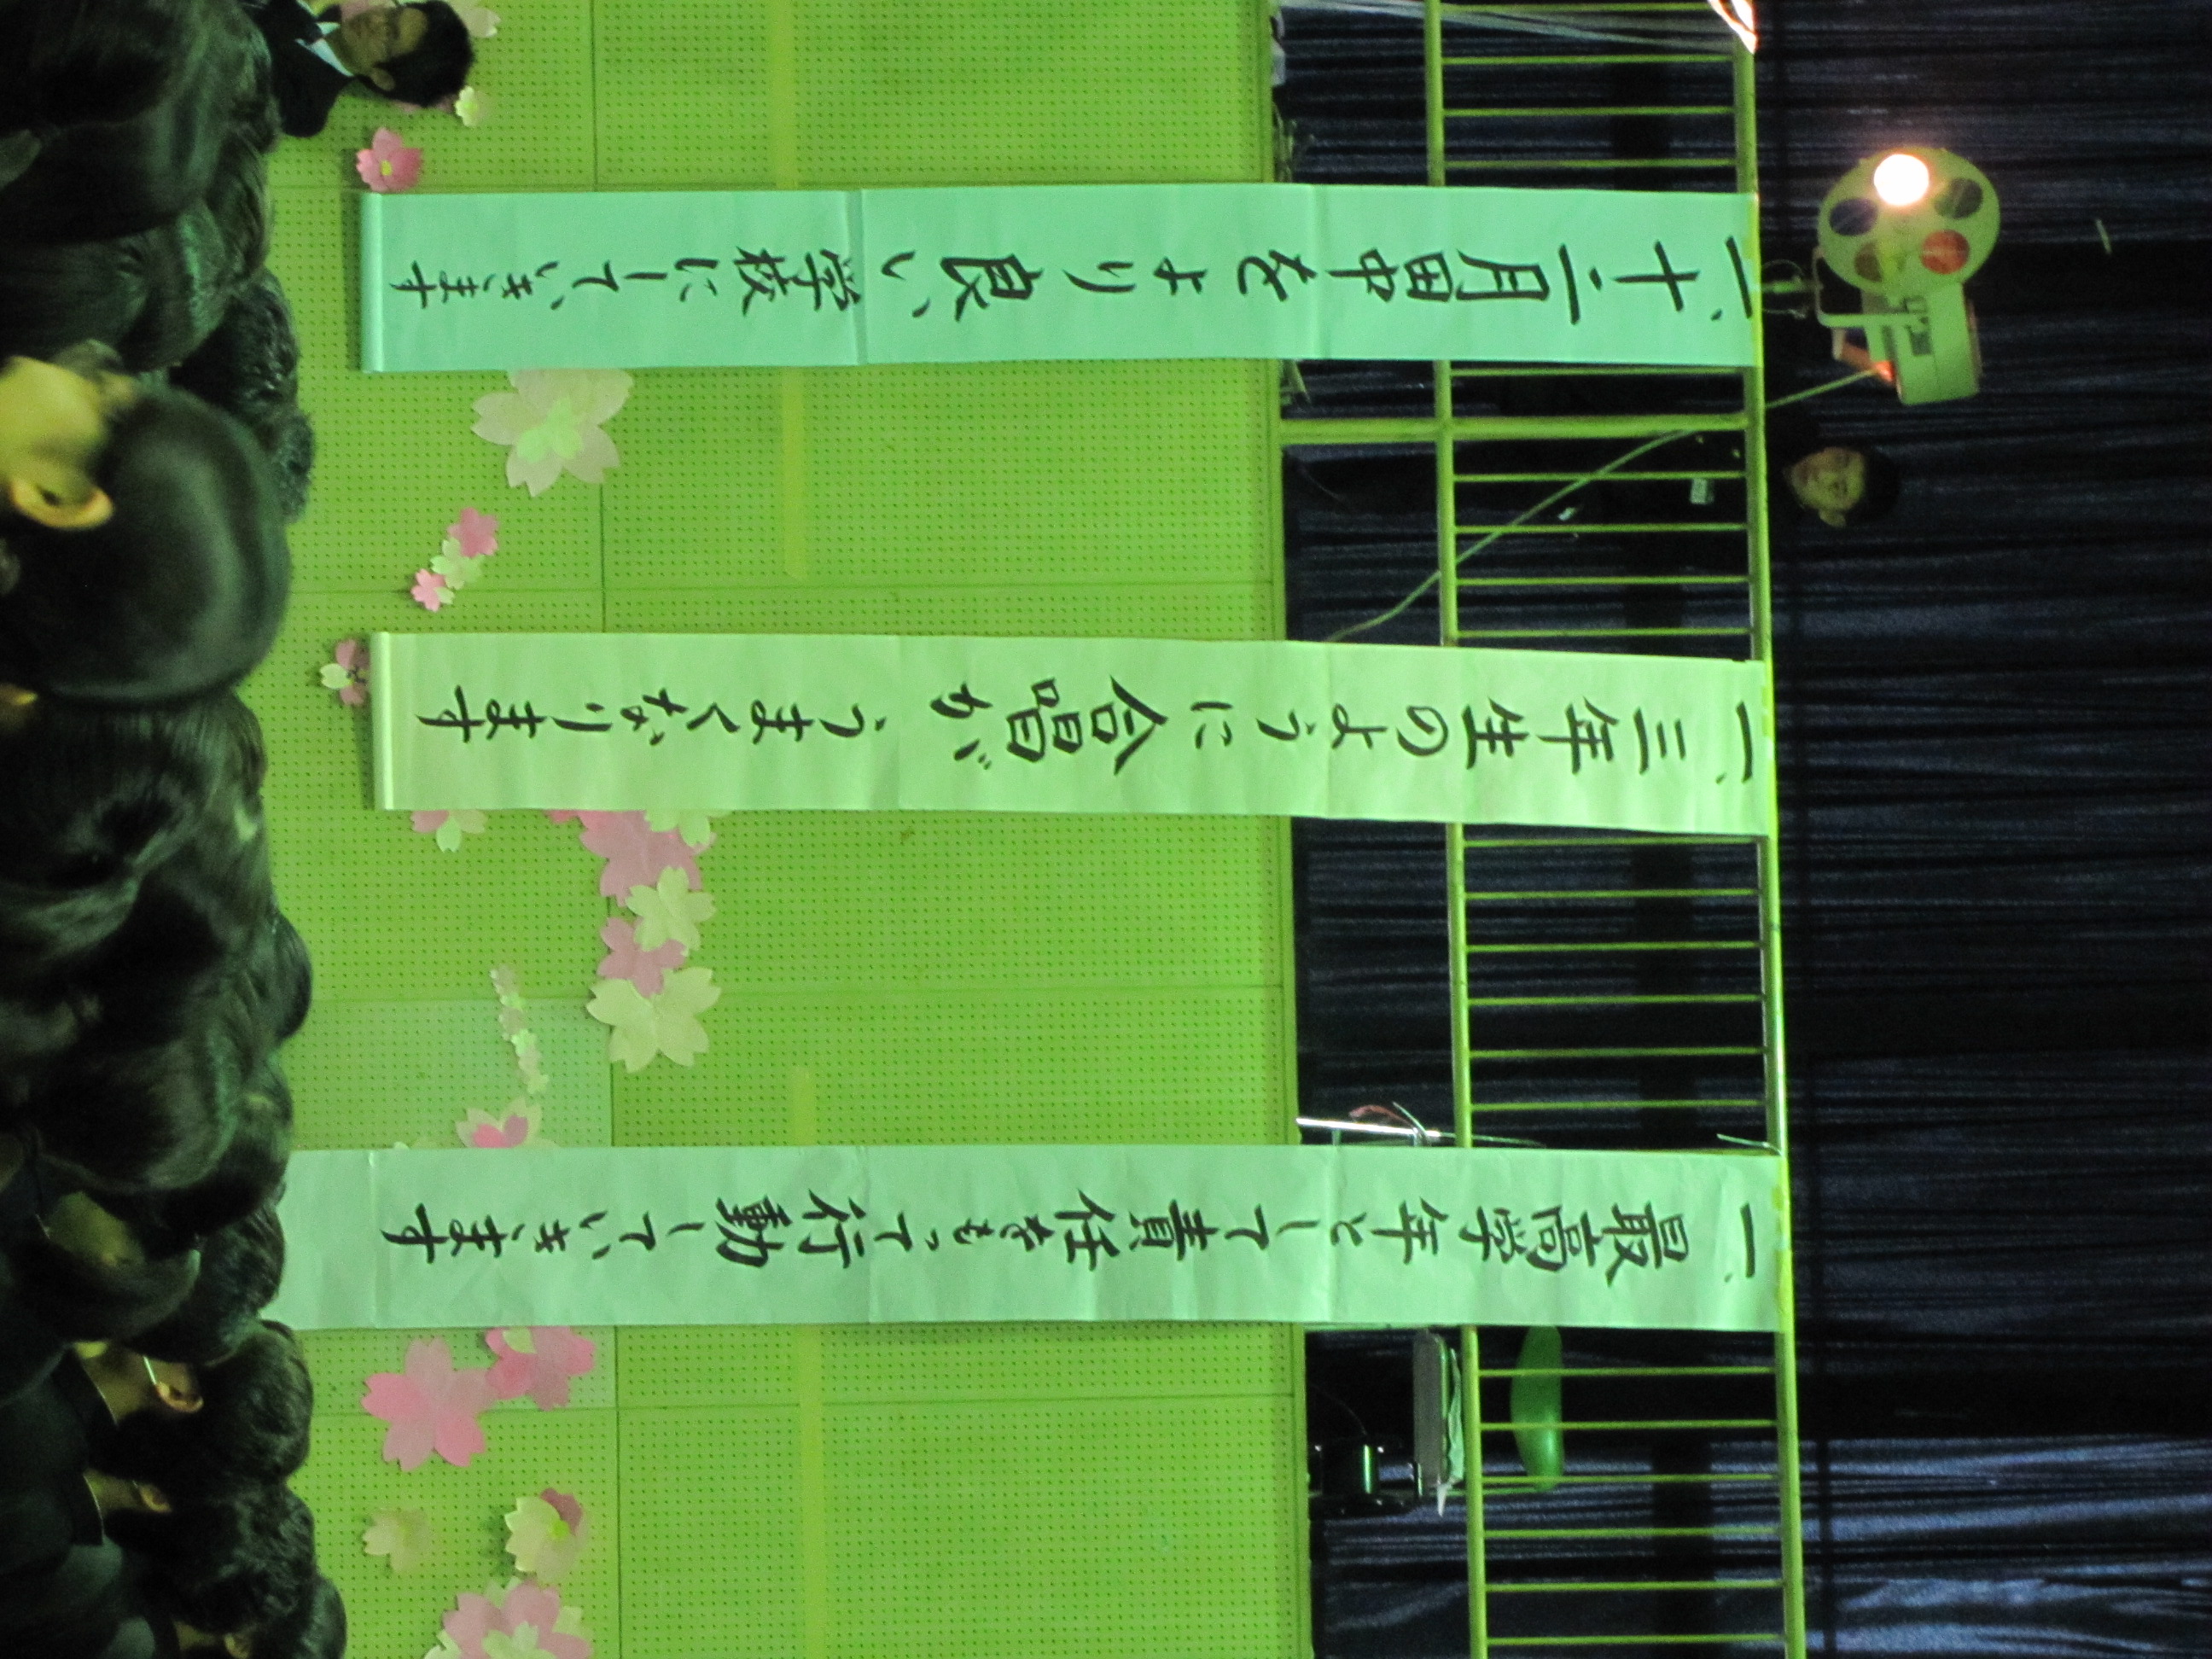 一、最高学年として責任をもって行動していきます
一、三年生のように合唱が うまくなります
一、十二月田中をより良い学校にしていきます